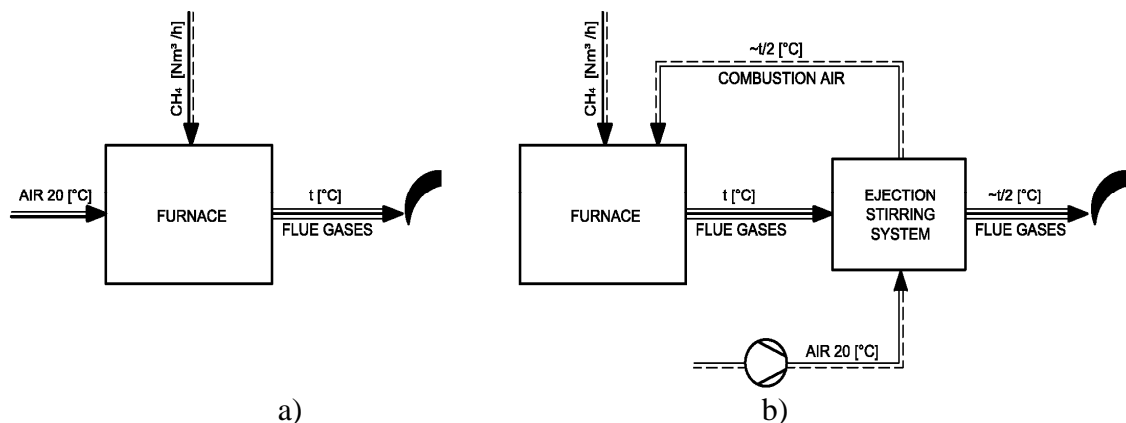 CH₄ [Nm³ /h]
AIR 20 [°C]
FURNACE
t [°C]
FLUE GASES
a)
CH₄ [Nm³ /h]
~t/2 [°C]
COMBUSTION AIR
FURNACE
t [°C]
FLUE GASES
EJECTION
STIRRING
SYSTEM
~t/2 [°C]
FLUE GASES
AIR 20 [°C]
b)